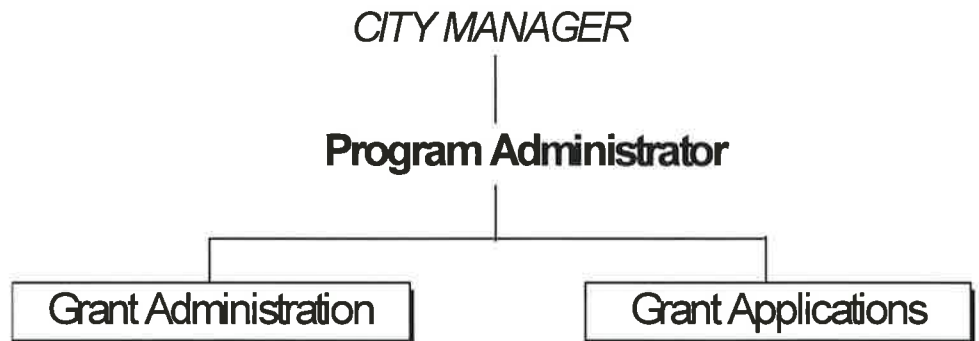 CITY MANAGER
Program Administrator
Grant Administration
Grant Applications